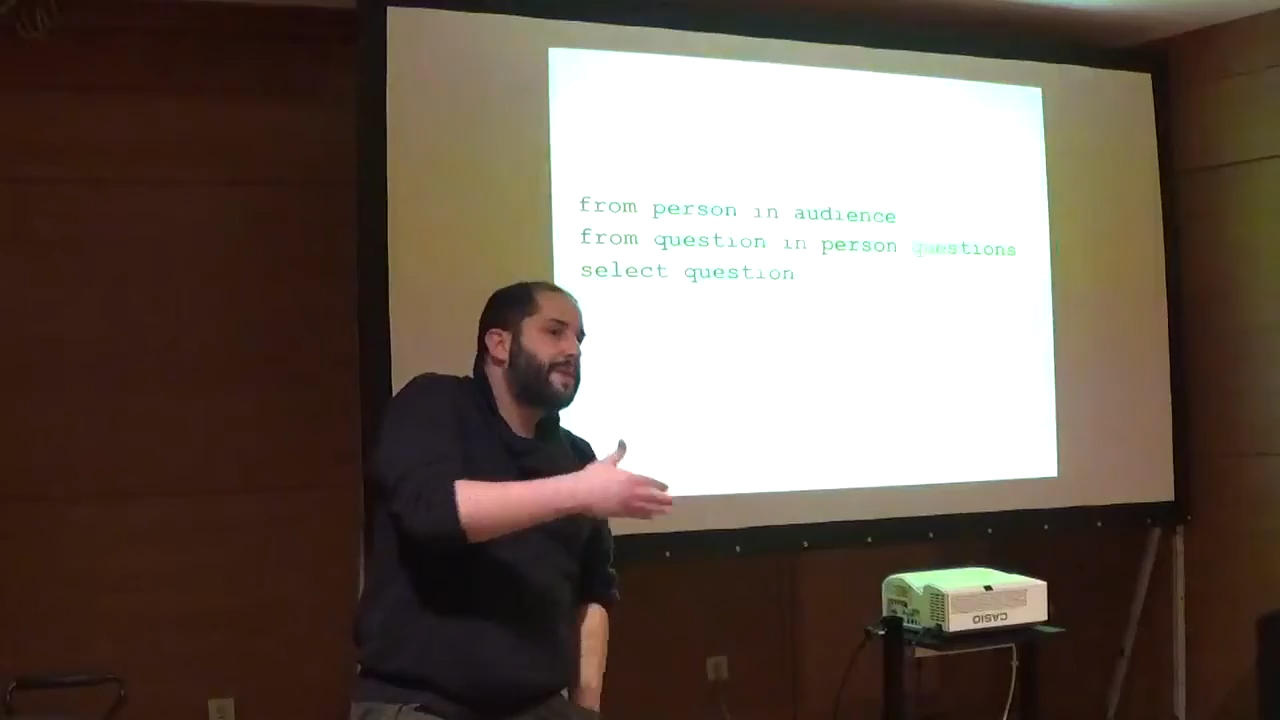 from person in audience
from question in person questions
select question
CASIO